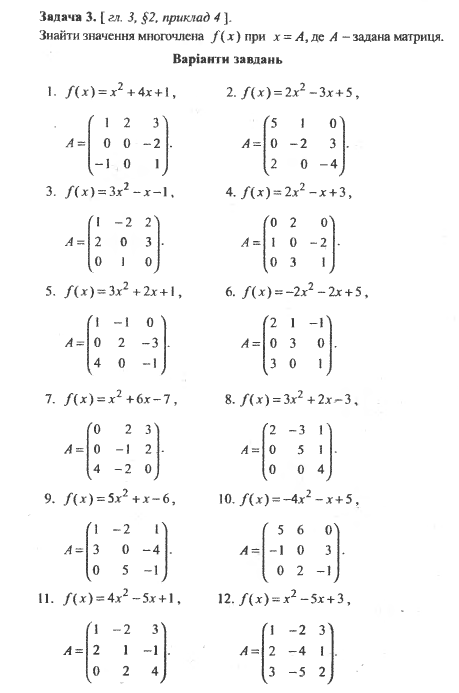 Задача 3. [ гл. 3, §2, приклад 4 ].
Знайти значення многочлена f(x) при x = A, де A – задана матриця.
Варіанти завдань
1. f(x) = x² + 4x + 1,
A = ( 1 2 3
0 0 −2
−1 0 1 ).
2. f(x) = 2x² − 3x + 5,
A = ( 5 1 0
0 −2 3
2 0 −4 ).
3. f(x) = 3x² − x − 1,
A = ( 1 −2 2
2 0 3
0 1 0 ).
4. f(x) = 2x² − x + 3,
A = ( 0 2 0
1 0 −2
0 3 1 ).
5. f(x) = 3x² + 2x + 1,
A = ( 1 −1 0
0 2 −3
4 0 −1 ).
6. f(x) = −2x² − 2x + 5,
A = ( 2 1 −1
0 3 0
3 0 1 ).
7. f(x) = x² + 6x − 7,
A = ( 0 2 3
0 −1 2
4 −2 0 ).
8. f(x) = 3x² + 2x − 3,
A = ( 2 −3 1
0 5 1
0 0 4 ).
9. f(x) = 5x² + x − 6,
A = ( 1 −2 1
3 0 −4
0 5 −1 ).
10. f(x) = −4x² − x + 5,
A = ( 5 6 0
−1 0 3
0 2 −1 ).
11. f(x) = 4x² − 5x + 1,
A = ( 1 −2 3
2 1 −1
0 2 4 ).
12. f(x) = x² − 5x + 3,
A = ( 1 −2 3
2 −4 1
3 −5 2 ).